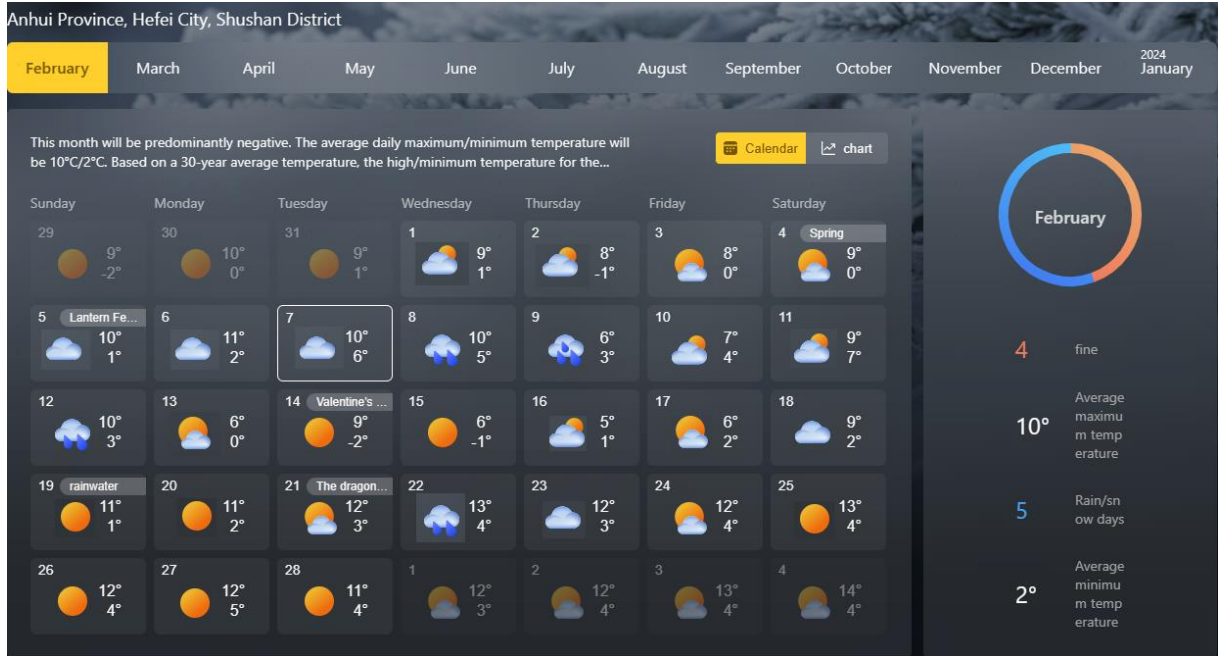 Anhui Province, Hefei City, Shushan District
February March April May June July August September October November December 2024 January
This month will be predominantly negative. The average daily maximum/minimum temperature will
be 10°C/2°C. Based on a 30-year average temperature, the high/minimum temperature for the...
Calendar chart
Sunday Monday Tuesday Wednesday Thursday Friday Saturday
29 30 31 1 2 3 4 Spring
9° 10° 9° 9° 8° 8° 9°
-2° 0° 1° 1° -1° 0° 0°
5 Lantern Fe... 6 7 8 9 10 11
10° 11° 10° 10° 6° 7° 9°
1° 2° 6° 5° 3° 4° 7°
12 13 14 Valentine's ... 15 16 17 18
10° 6° 9° 6° 5° 6° 9°
3° 0° -2° -1° 1° 2° 2°
19 rainwater 20 21 The dragon... 22 23 24 25
11° 11° 12° 13° 12° 12° 13°
1° 2° 3° 4° 3° 4° 4°
26 27 28 1 2 3 4
12° 12° 11° 12° 12° 13° 14°
4° 5° 4° 3° 4° 4° 4°
February
4 fine
10°
Average
maximu
m temp
erature
5
Rain/sn
ow days
2°
Average
minimu
m temp
erature